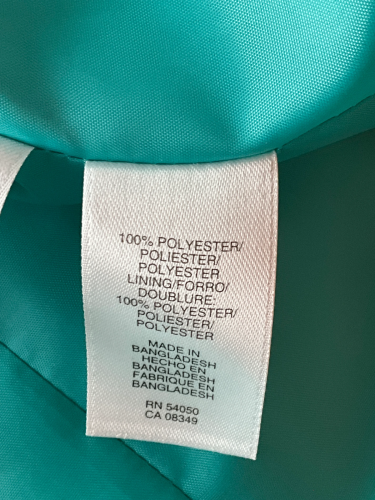 100% POLYESTER/
POLIESTER/
POLYESTER
LINING/FORRO/
DOUBLURE:
100% POLYESTER/
POLIESTER/
POLYESTER
MADE IN
BANGLADESH
HECHO EN
BANGLADESH
FABRIQUE EN
BANGLADESH
RN 54050
CA 08349